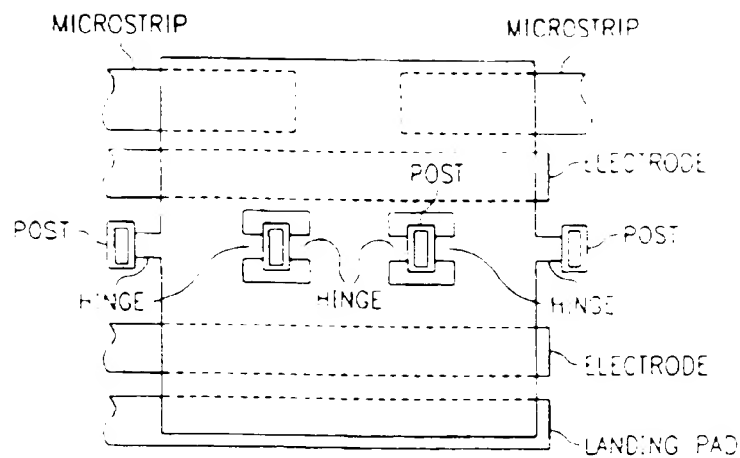 MICROSTRIP
MICROSTRIP
ELECTRODE
POST
POST
POST
HINGE
HINGE
HINGE
ELECTRODE
LANDING PAD